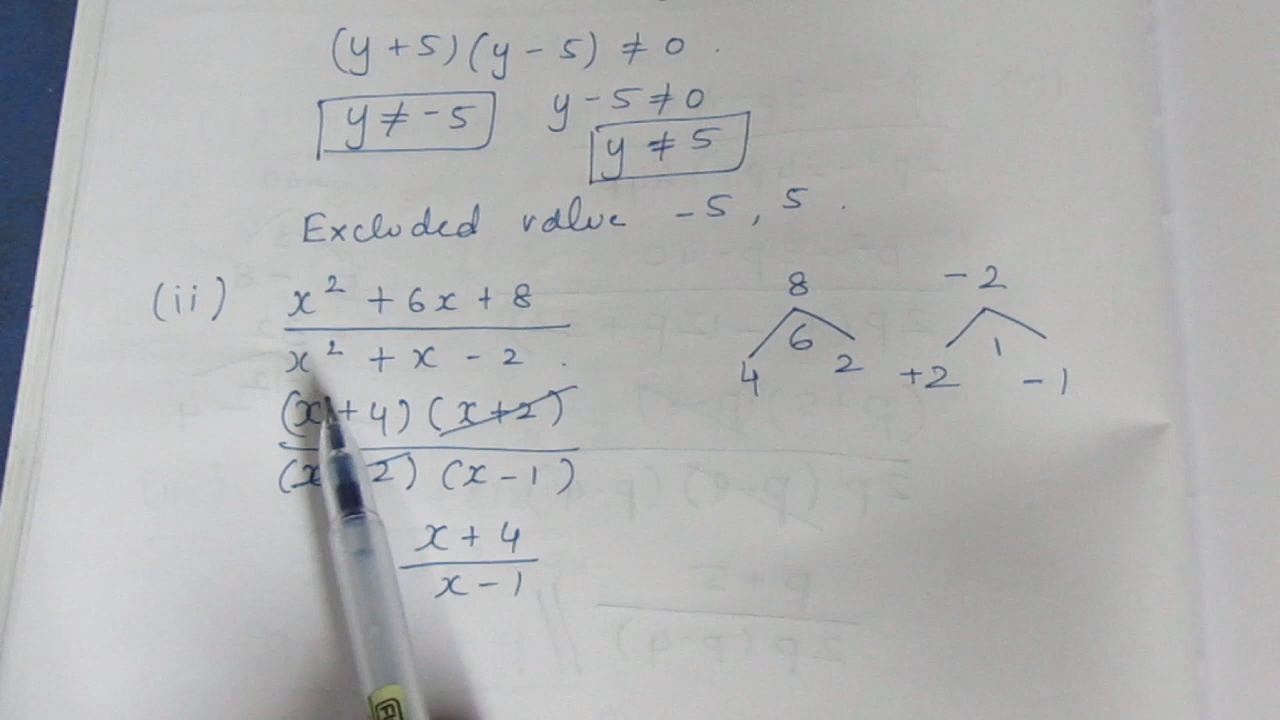 (y + 5) (y - 5) ≠ 0 .
y ≠ -5 y - 5 ≠ 0
y ≠ 5
Excluded value -5 , 5 .
(ii) x² + 6x + 8
x² + x - 2 .
(x + 4) (x + 2)
(x 2) (x - 1)
x + 4
x - 1
8
6
4 2
-2
1
+2 -1